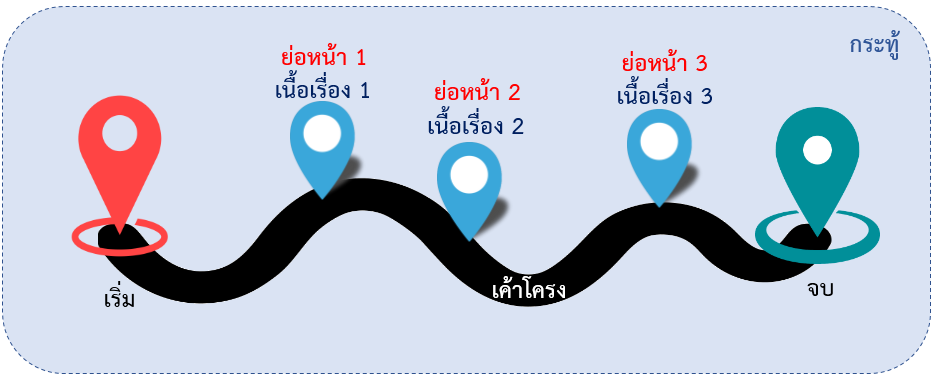 กระทู้
ย่อหน้า 1
เนื้อเรื่อง 1
ย่อหน้า 2
เนื้อเรื่อง 2
ย่อหน้า 3
เนื้อเรื่อง 3
เริ่ม
เค้าโครง
จบ